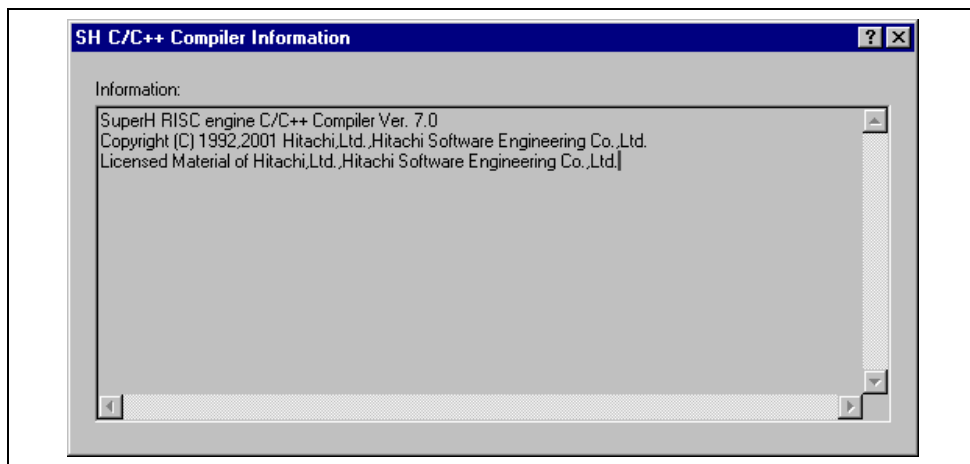 SH C/C++ Compiler Information
Information:
SuperH RISC engine C/C++ Compiler Ver. 7.0
Copyright (C) 1992,2001 Hitachi,Ltd.,Hitachi Software Engineering Co.,Ltd.
Licensed Material of Hitachi,Ltd.,Hitachi Software Engineering Co.,Ltd.